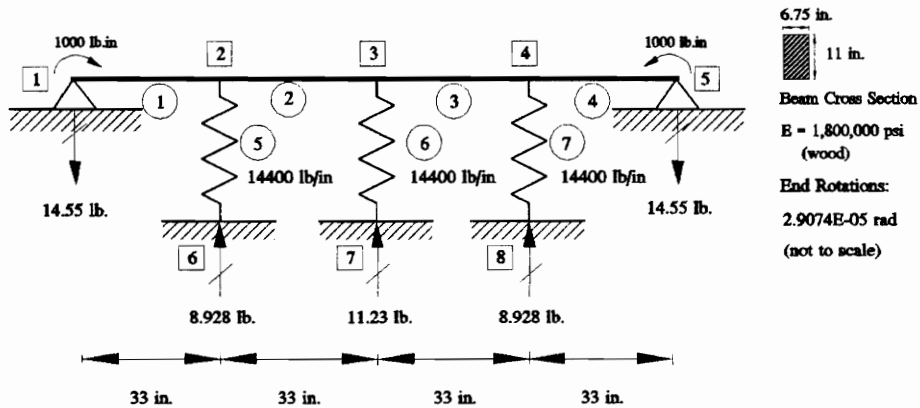 6.75 in.
1000 lb.in
1000 lb.in
2
3
4
1
5
11 in.
1
2
3
4
Beam Cross Section
E = 1,800,000 psi
(wood)
5
6
7
14400 lb/in
14400 lb/in
14400 lb/in
End Rotations:
14.55 lb.
14.55 lb.
2.9074E-05 rad
(not to scale)
6
7
8
8.928 lb.
11.23 lb.
8.928 lb.
33 in.
33 in.
33 in.
33 in.